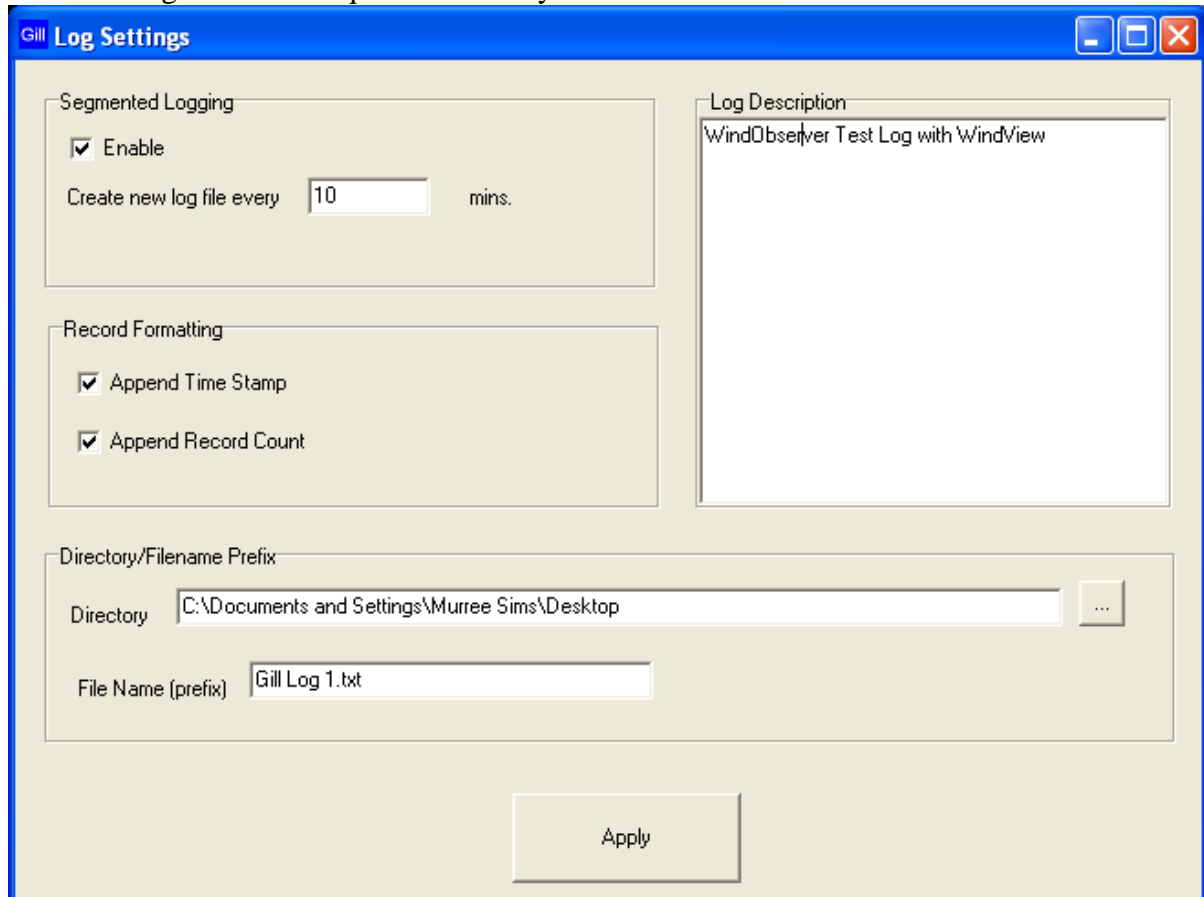 Gill Log Settings
Segmented Logging
Enable
Create new log file every 10 mins.
Record Formatting
Append Time Stamp
Append Record Count
Log Description
WindObserver Test Log with WindView
Directory/Filename Prefix
Directory C:\Documents and Settings\Murree Sims\Desktop ...
File Name (prefix) Gill Log 1.txt
Apply